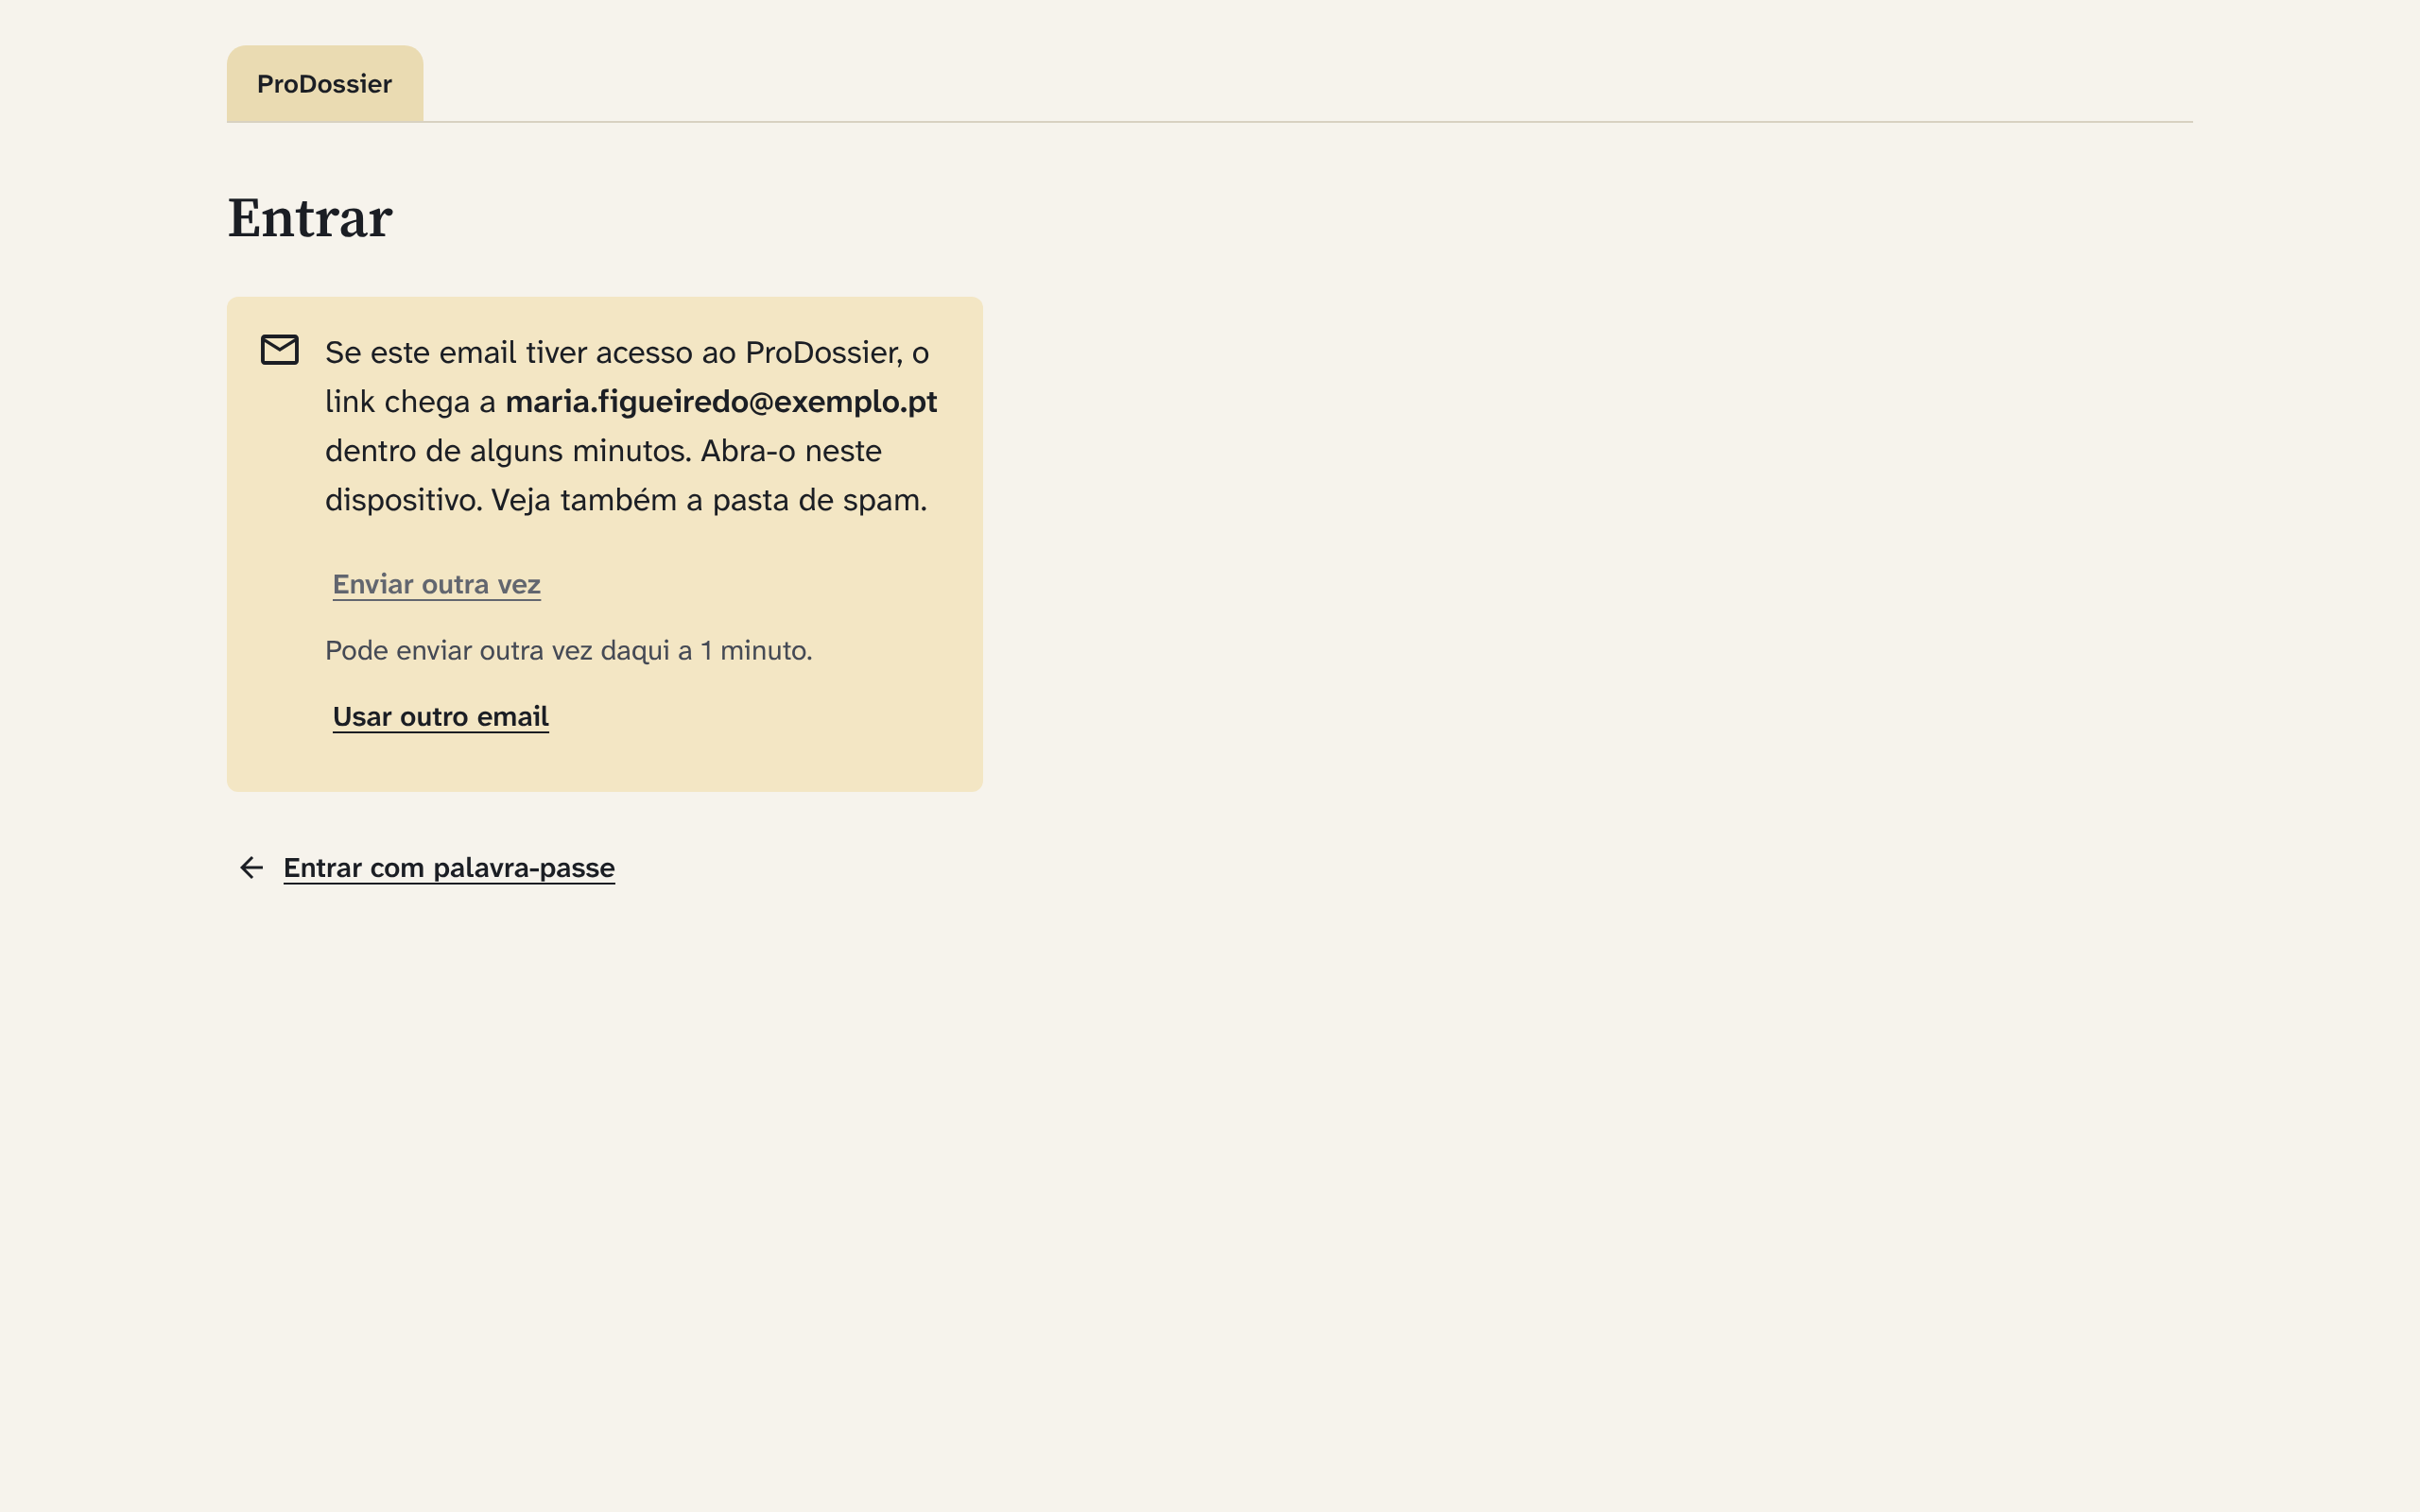 ProDossier
Entrar
Se este email tiver acesso ao ProDossier, o
link chega a maria.figueiredo@exemplo.pt
dentro de alguns minutos. Abra-o neste
dispositivo. Veja também a pasta de spam.
Enviar outra vez
Pode enviar outra vez daqui a 1 minuto.
Usar outro email
Entrar com palavra-passe